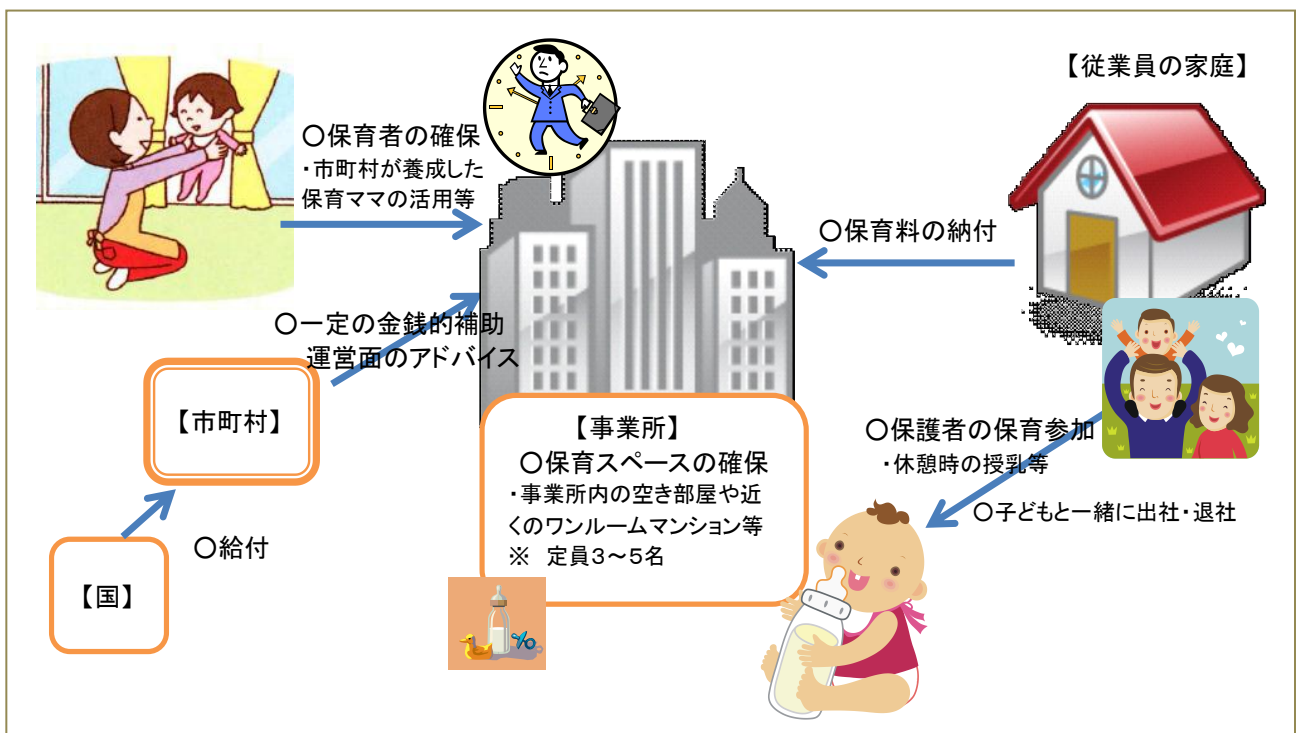 【従業員の家庭】
○保育者の確保
・市町村が養成した
保育ママの活用等
○保育料の納付
○一定の金銭的補助
運営面のアドバイス
【市町村】
【事業所】
○保育スペースの確保
・事業所内の空き部屋や近
くのワンルームマンション等
※ 定員3～5名
○保護者の保育参加
・休憩時の授乳等
○子どもと一緒に出社・退社
○給付
【国】